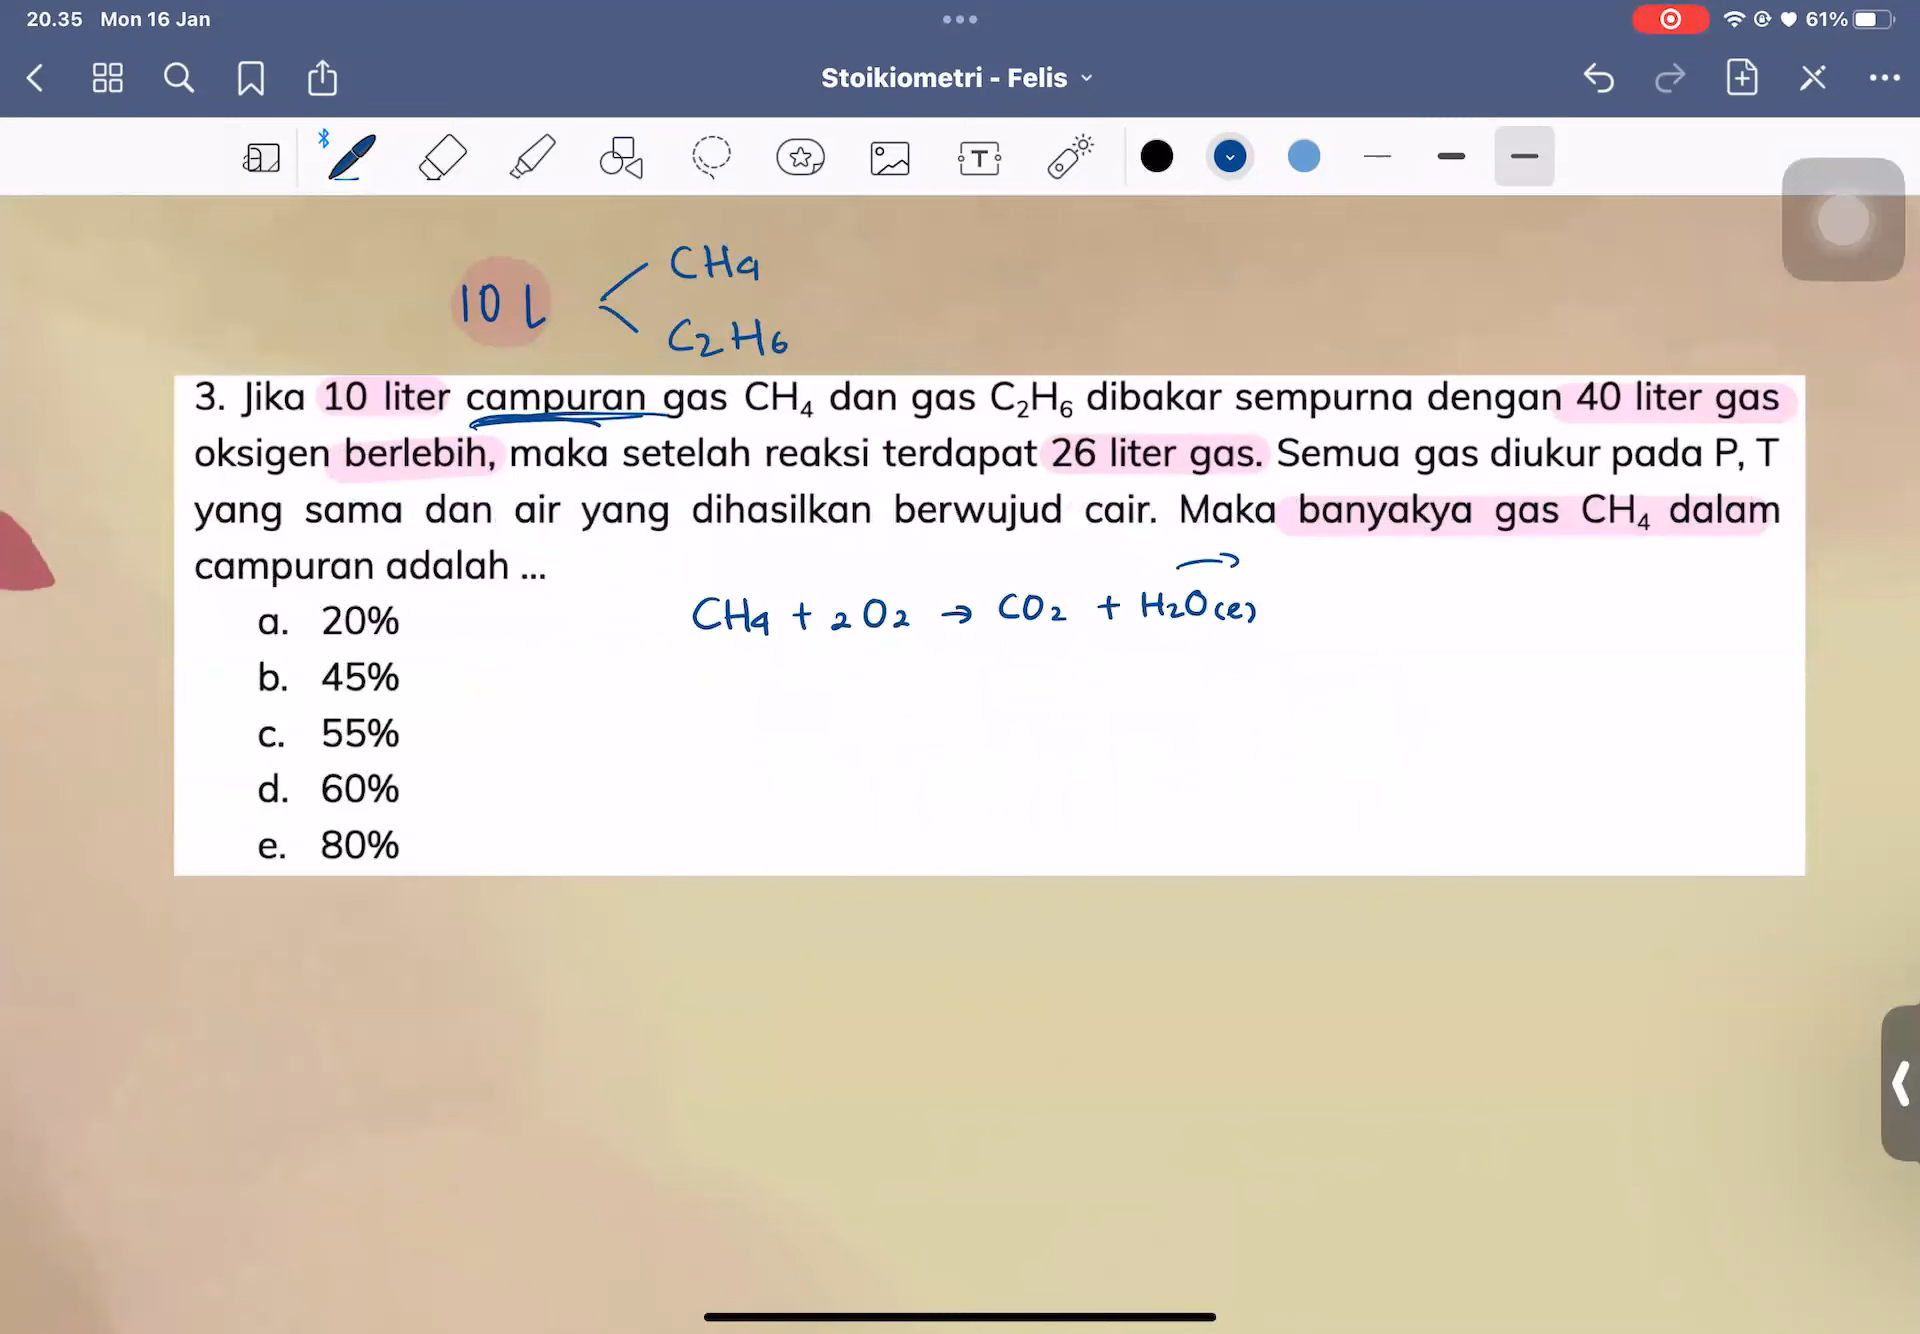 20.35 Mon 16 Jan
61%
Stoikiometri - Felis
T
10 L
CH4
C2H6
3. Jika 10 liter campuran gas CH₄ dan gas C₂H₆ dibakar sempurna dengan 40 liter gas
oksigen berlebih, maka setelah reaksi terdapat 26 liter gas. Semua gas diukur pada P, T
yang sama dan air yang dihasilkan berwujud cair. Maka banyakya gas CH₄ dalam
campuran adalah ...
CH4 + 2 O2 → CO2 + H2O(l)
a. 20%
b. 45%
c. 55%
d. 60%
e. 80%